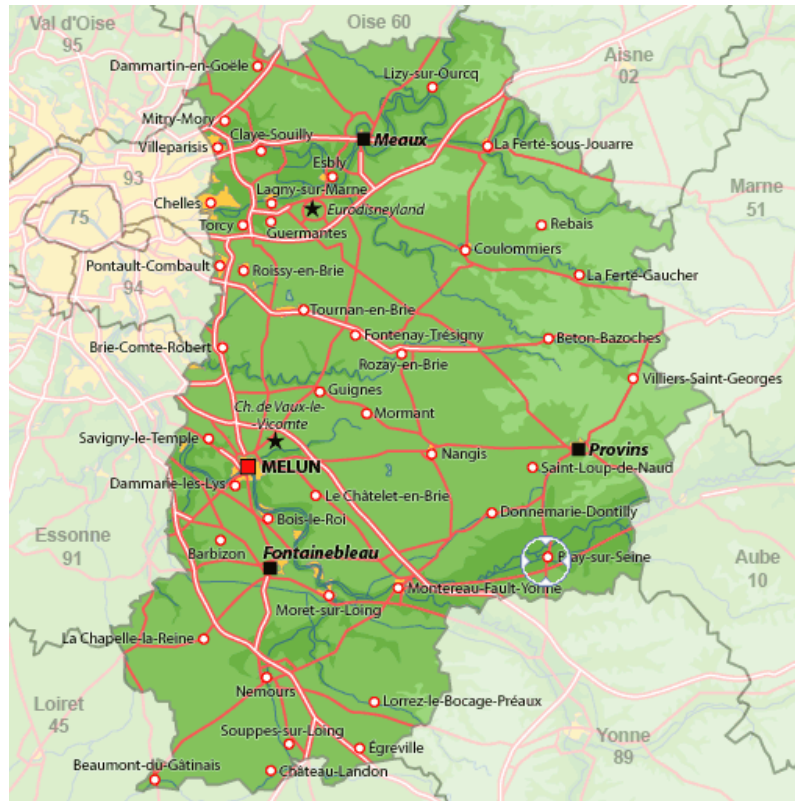 Val d'Oise
95
Oise 60
Aisne
02
Dammartin-en-Goële
Lizy-sur-Ourcq
Mitry-Mory
Claye-Souilly
Meaux
Villeparisis
La Ferté-sous-Jouarre
Esbly
93
Marne
51
Chelles
Lagny-sur-Marne
Eurodisneyland
75
Torcy
Guermantes
Rebais
Coulommiers
Pontault-Combault
Roissy-en-Brie
La Ferté-Gaucher
94
Tournan-en-Brie
Fontenay-Trésigny
Beton-Bazoches
Brie-Comte-Robert
Rozay-en-Brie
Villiers-Saint-Georges
Guignes
Ch. de Vaux-le-
-Vicomte
Mormant
Savigny-le-Temple
Provins
Nangis
MELUN
Saint-Loup-de-Naud
Dammarie-les-Lys
Le Châtelet-en-Brie
Donnemarie-Dontilly
Bois-le-Roi
Essonne
91
Barbizon
Fontainebleau
Bray-sur-Seine
Aube
10
Montereau-Fault-Yonne
Moret-sur-Loing
La Chapelle-la-Reine
Nemours
Lorrez-le-Bocage-Préaux
Loiret
45
Souppes-sur-Loing
Yonne
89
Égreville
Beaumont-du-Gâtinais
Château-Landon